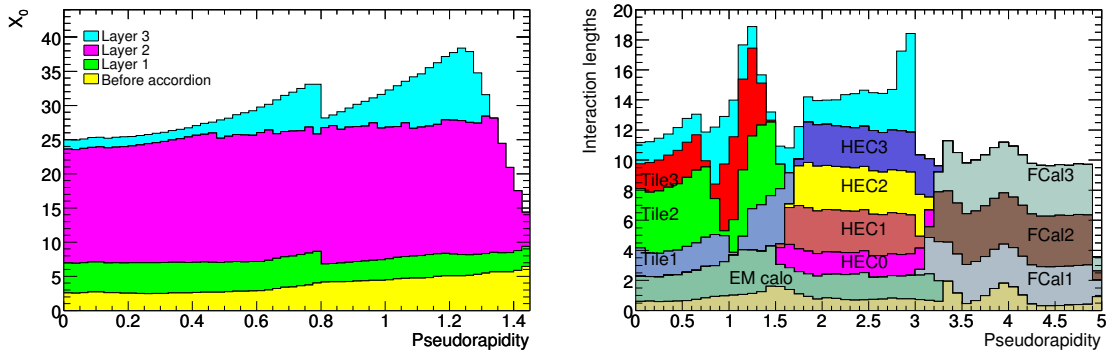 X0
40
35
30
25
20
15
10
5
0
Layer 3
Layer 2
Layer 1
Before accordion
0 0.2 0.4 0.6 0.8 1 1.2 1.4
Pseudorapidity
Interaction lengths
20
18
16
14
12
10
8
6
4
2
0
Tile3
Tile2
Tile1
EM calo
HEC3
HEC2
HEC1
HEC0
FCal3
FCal2
FCal1
0 0.5 1 1.5 2 2.5 3 3.5 4 4.5 5
Pseudorapidity